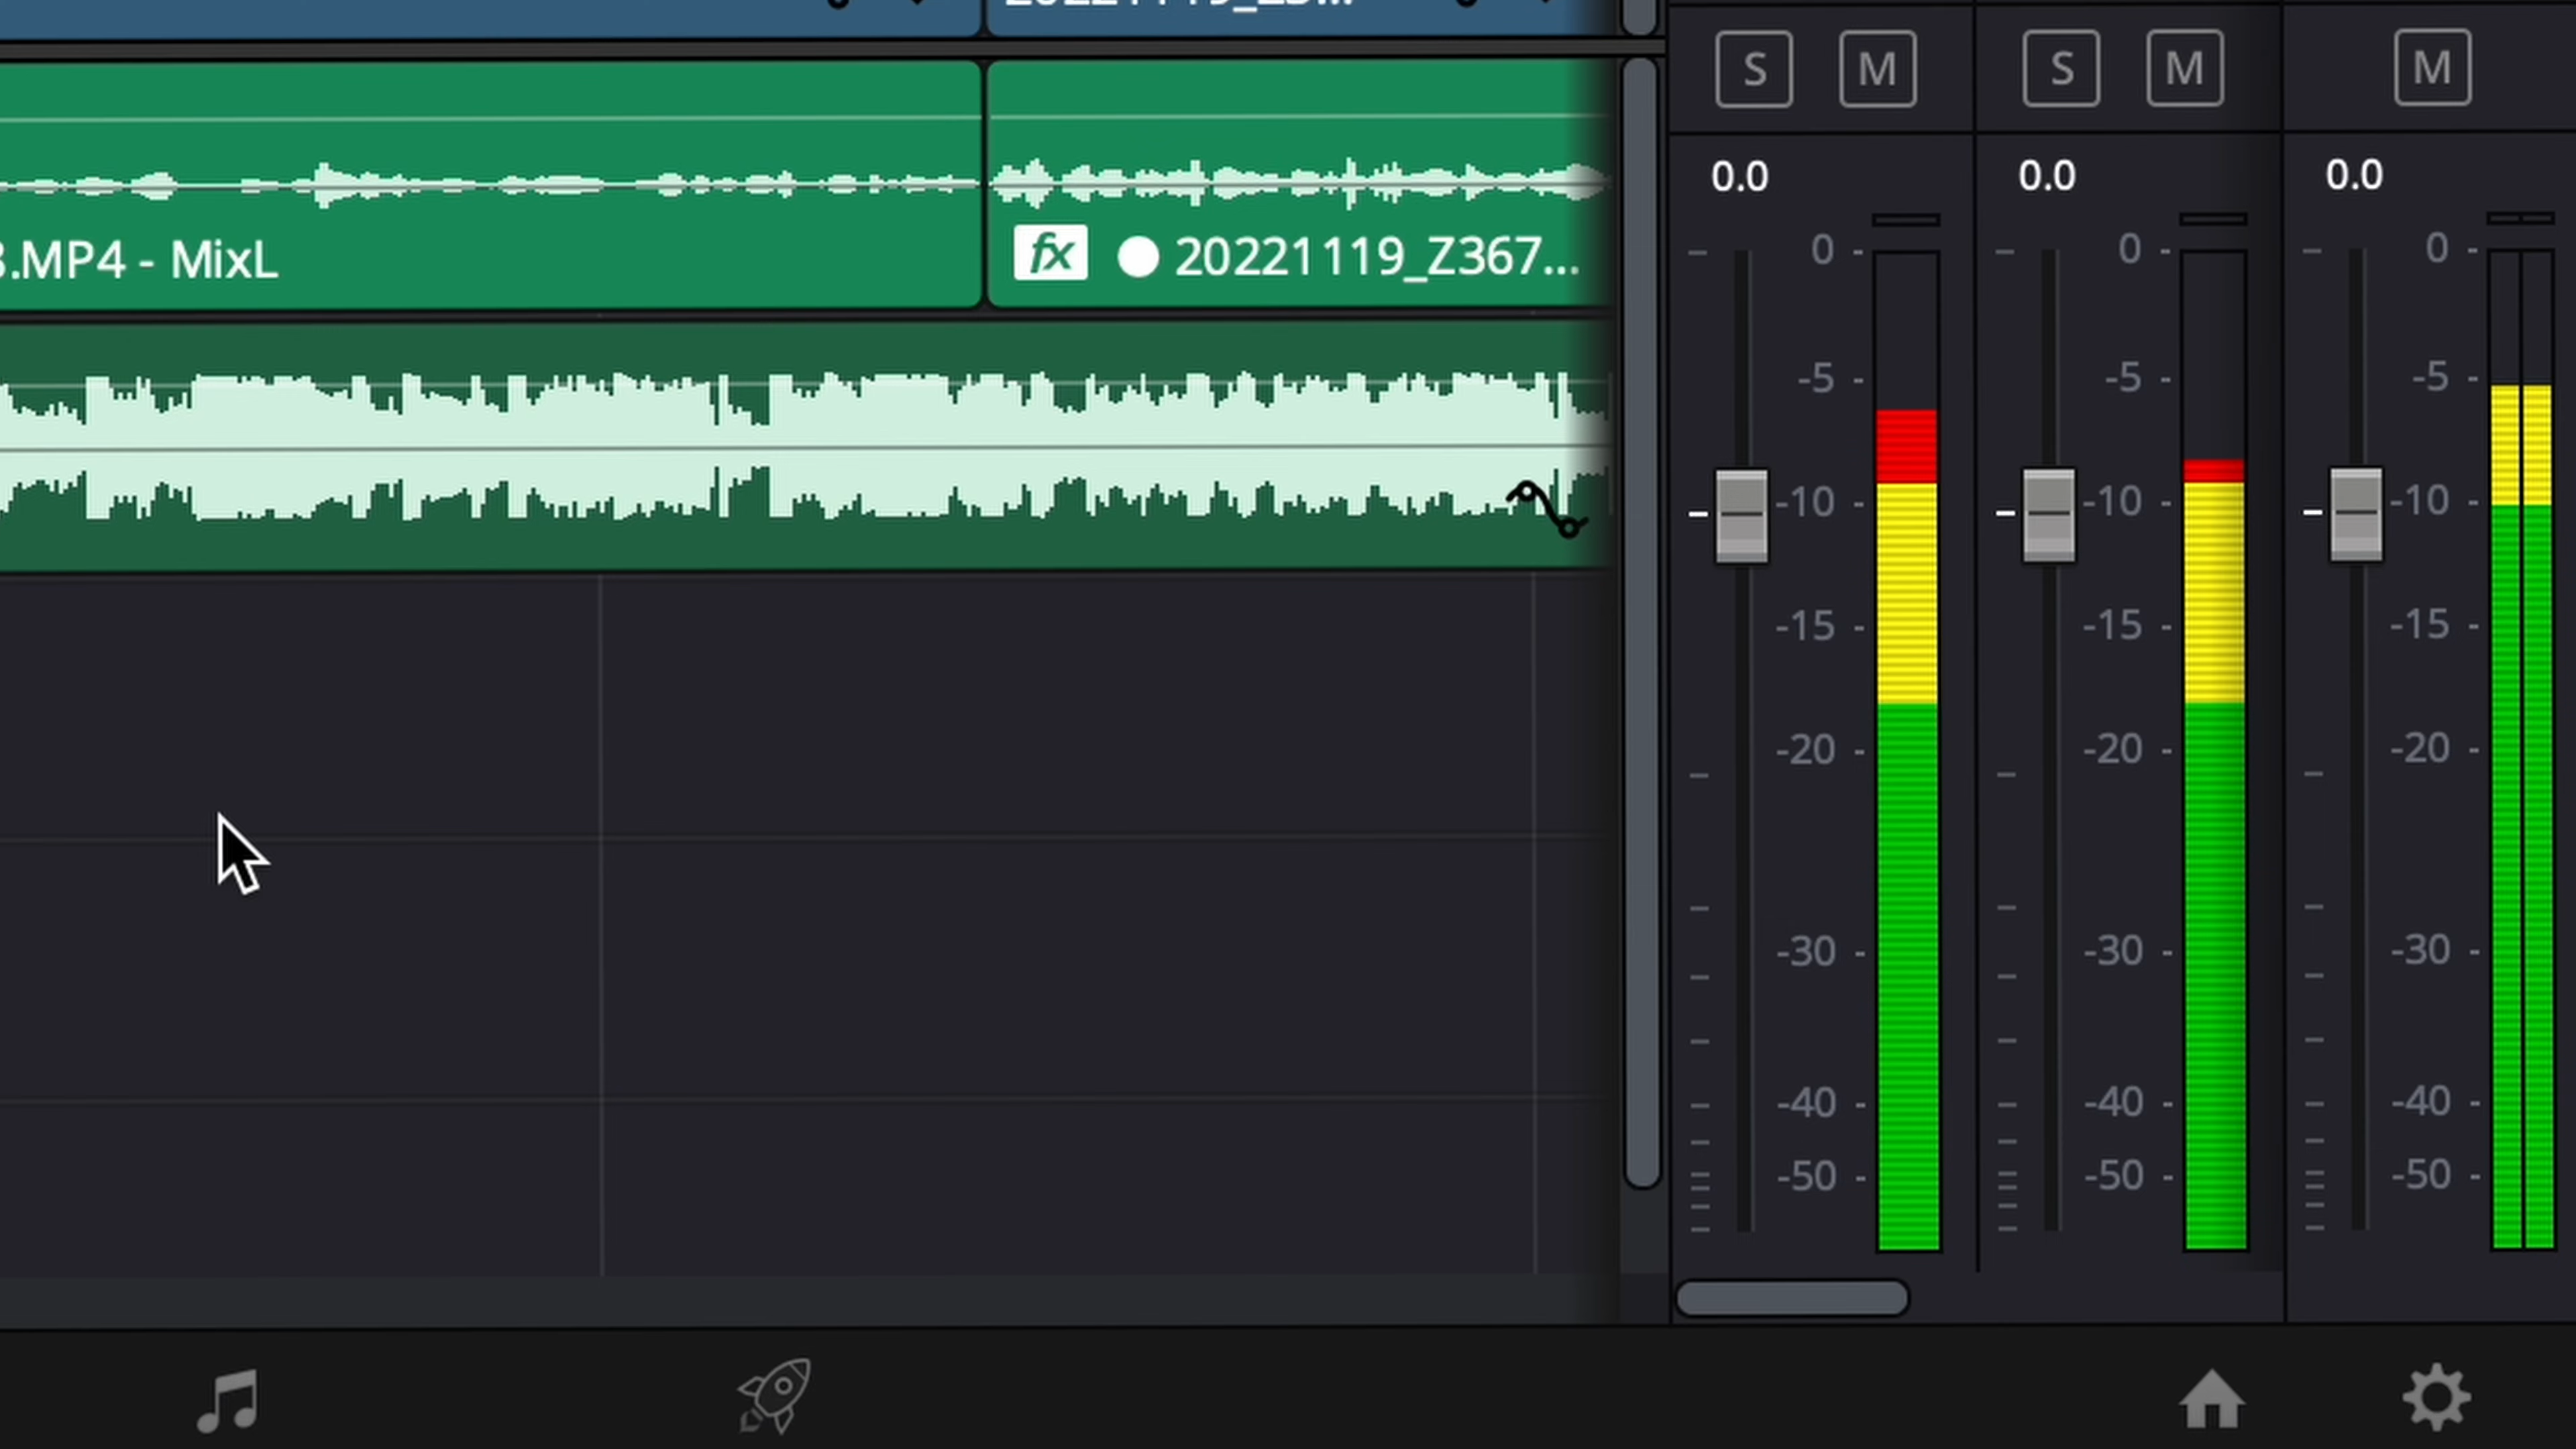 S M S M M
0.0 0.0 0.0
B.MP4 - MixL
fx 20221119_Z367...
0 - 0 - 0 -
-5 - -5 - -5 -
-10 -10 -10 -
-15 - -15 - -15 -
-20 - -20 - -20 -
-30 - -30 - -30 -
-40 - -40 - -40 -
-50 - -50 - -50 -